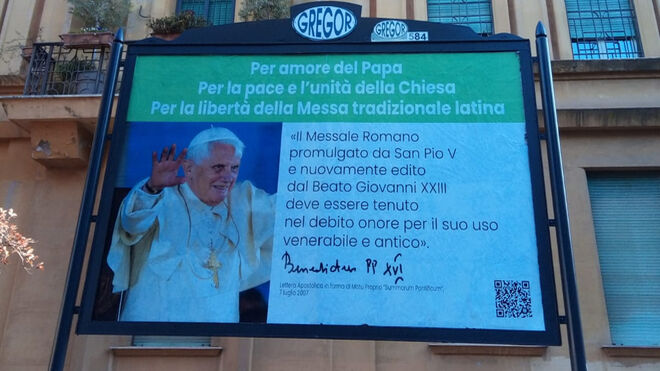 GREGOR
GREGOR
584
Per amore del Papa
Per la pace e l'unità della Chiesa
Per la libertà della Messa tradizionale latina
«Il Messale Romano
promulgato da San Pio V
e nuovamente edito
dal Beato Giovanni XXIII
deve essere tenuto
nel debito onore per il suo uso
venerabile e antico».
Benedictus PP XVI
Lettera Apostolica in forma di Motu Proprio "Summorum Pontificum",
7 luglio 2007